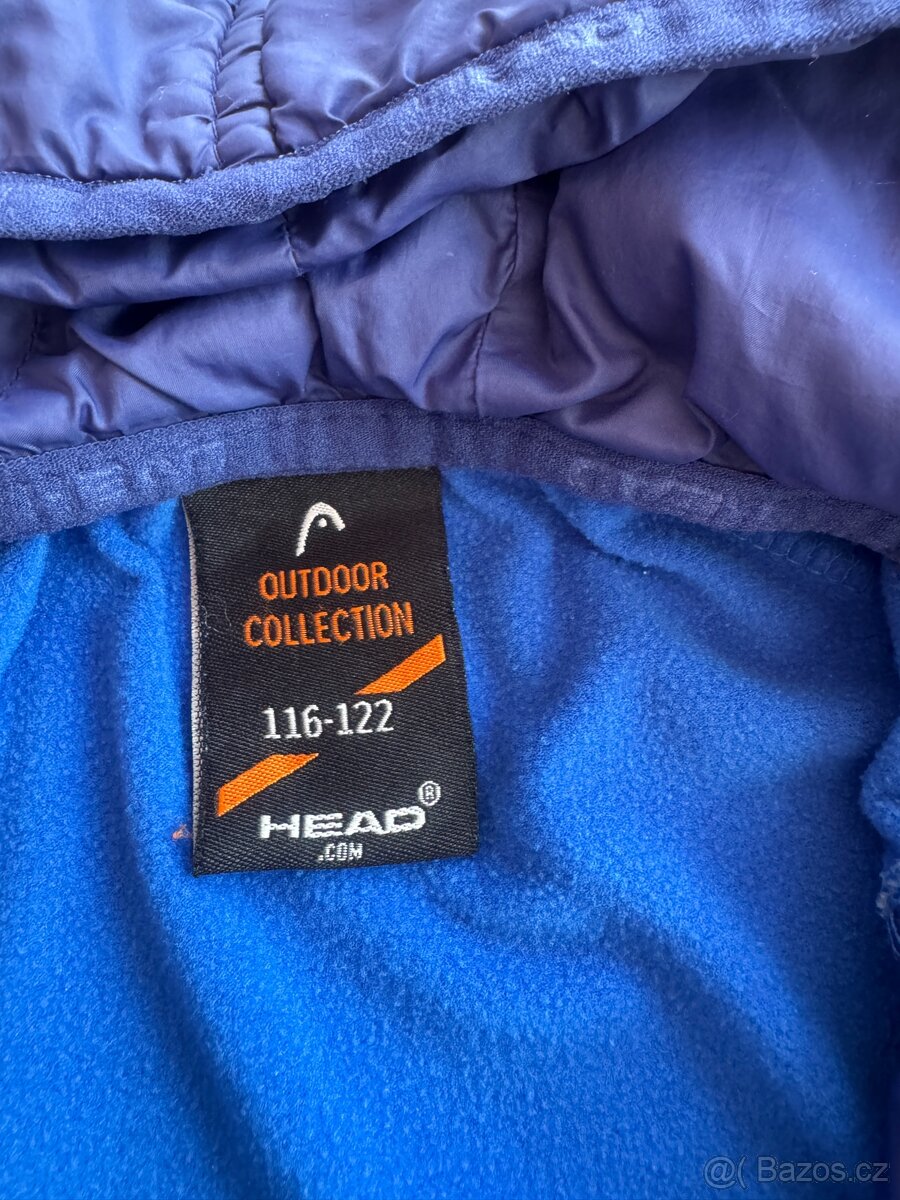 OUTDOOR
COLLECTION
116-122
HEAD®
.COM
@( Bazos.cz